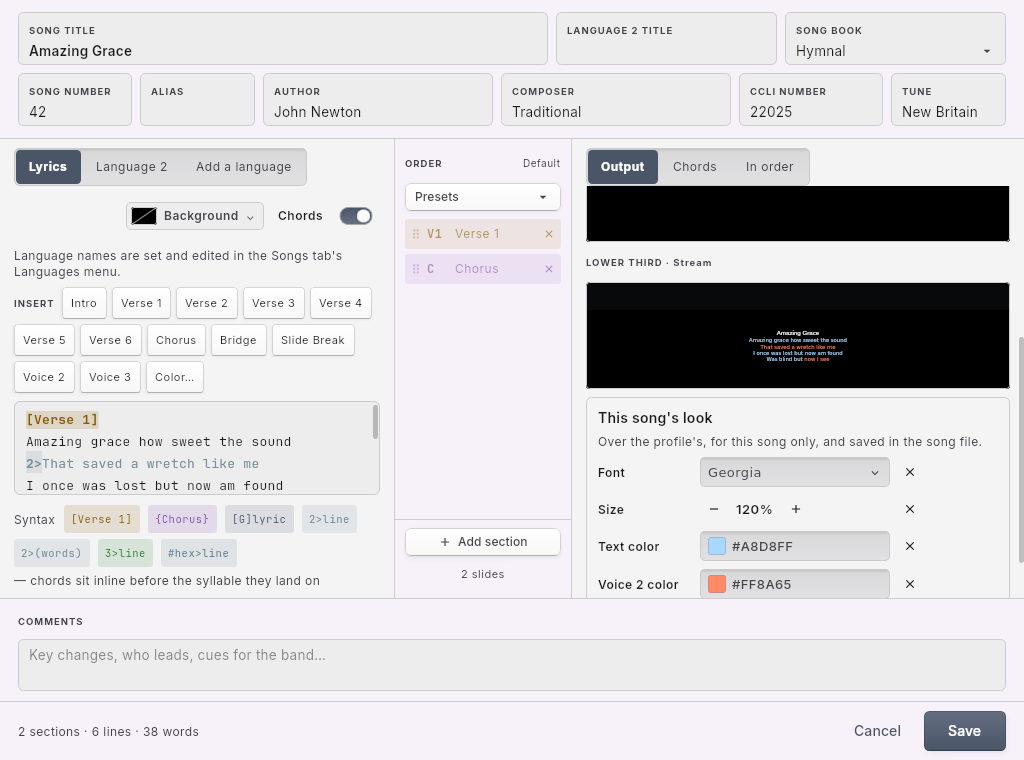 SONG TITLE
Amazing Grace
LANGUAGE 2 TITLE
SONG BOOK
Hymnal
SONG NUMBER
42
ALIAS
AUTHOR
John Newton
COMPOSER
Traditional
CCLI NUMBER
22025
TUNE
New Britain
Lyrics
Language 2
Add a language
Background
Chords
Language names are set and edited in the Songs tab's
Languages menu.
INSERT
Intro
Verse 1
Verse 2
Verse 3
Verse 4
Verse 5
Verse 6
Chorus
Bridge
Slide Break
Voice 2
Voice 3
Color...
[Verse 1]
Amazing grace how sweet the sound
2>That saved a wretch like me
I once was lost but now am found
Syntax
[Verse 1]
{Chorus}
[G]lyric
2>line
2>(words)
3>line
#hex>line
— chords sit inline before the syllable they land on
ORDER
Default
Presets
V1 Verse 1
C Chorus
+ Add section
2 slides
Output
Chords
In order
LOWER THIRD · Stream
Amazing Grace
Amazing grace how sweet the sound
That saved a wretch like me
I once was lost but now am found
Was blind but now I see
This song's look
Over the profile's, for this song only, and saved in the song file.
Font
Georgia
Size
− 120% +
Text color
#A8D8FF
Voice 2 color
#FF8A65
COMMENTS
Key changes, who leads, cues for the band...
2 sections · 6 lines · 38 words
Cancel
Save